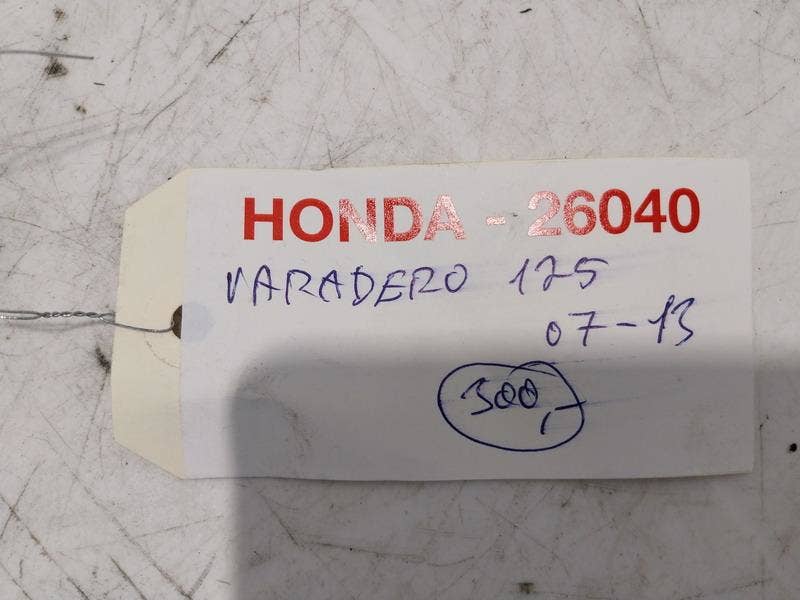 HONDA - 26040
VARADERO 125
07-13
300,-